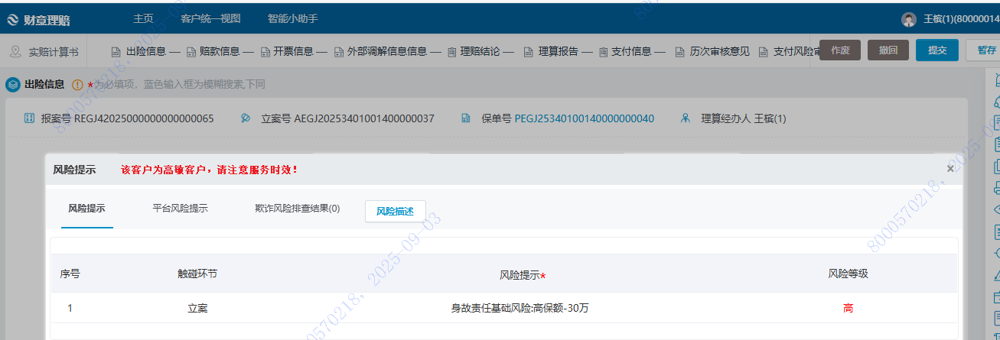 财意理赔 主页 客户统一视图 智能小助手 王槟(1)(80000014
实赔计算书 出险信息 — 赔款信息 — 开票信息 — 外部调解信息信息 — 理赔结论 — 理算报告 — 支付信息 — 历次审核意见 支付风险审 作废 撤回 提交 暂存
出险信息 *为必填项，蓝色输入框为模糊搜索,下同
报案号 REGJ42025000000000000065 立案号 AEGJ20253401001400000037 保单号 PEGJ25340100140000000040 理算经办人 王槟(1)
风险提示 该客户为高敏客户，请注意服务时效！ ×
风险提示 平台风险提示 欺诈风险排查结果(0) 风险描述
序号 触碰环节 风险提示* 风险等级
1 立案 身故责任基础风险:高保额-30万 高
8000570218，2025-09-03
8000570218，2025-09-03
8000570218，2025-09-03